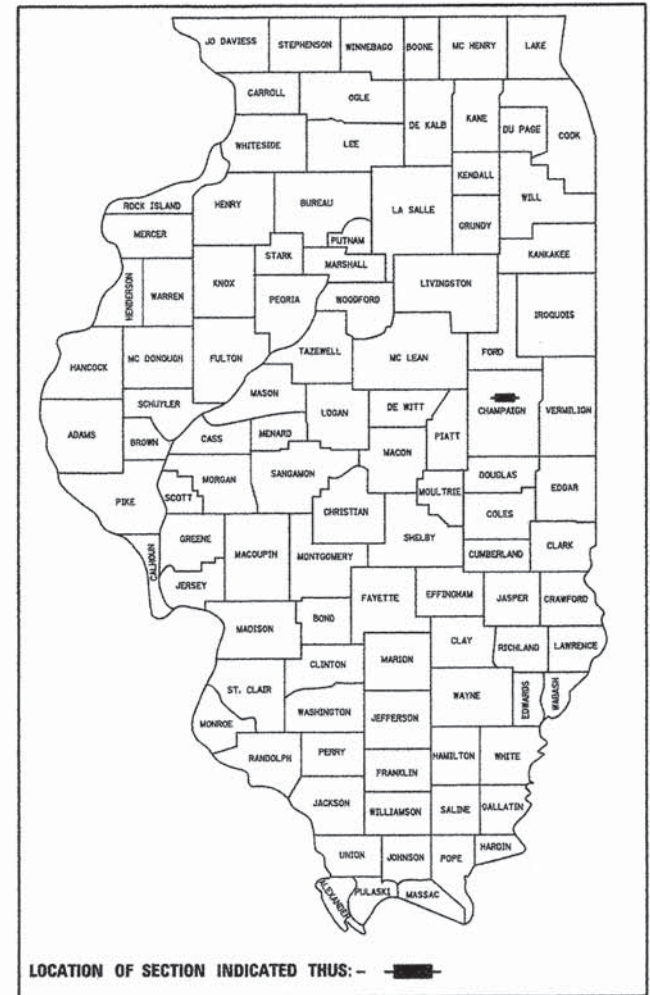 JO DAVIESS STEPHENSON WINNEBAGO BOONE MC HENRY LAKE
CARROLL OGLE DE KALB KANE DU PAGE COOK
WHITESIDE LEE
KENDALL WILL
ROCK ISLAND HENRY BUREAU LA SALLE GRUNDY
MERCER PUTNAM
STARK MARSHALL KANKAKEE
HENDERSON WARREN KNOX PEORIA WOODFORD LIVINGSTON IROQUOIS
HANCOCK MC DONOUGH FULTON TAZEWELL MC LEAN FORD
MASON
SCHUYLER LOGAN DE WITT CHAMPAIGN VERMILION
ADAMS BROWN CASS MENARD MACON PIATT
PIKE SCOTT MORGAN SANGAMON MOULTRIE DOUGLAS EDGAR
CHRISTIAN COLES
CALHOUN GREENE MACOUPIN MONTGOMERY SHELBY CUMBERLAND CLARK
JERSEY FAYETTE EFFINGHAM JASPER CRAWFORD
MADISON BOND
CLAY RICHLAND LAWRENCE
CLINTON MARION
ST. CLAIR WAYNE EDWARDS WABASH
WASHINGTON JEFFERSON
MONROE
RANDOLPH PERRY HAMILTON WHITE
FRANKLIN
JACKSON WILLIAMSON SALINE GALLATIN
UNION JOHNSON POPE HARDIN
ALEXANDER PULASKI MASSAC
LOCATION OF SECTION INDICATED THUS: -